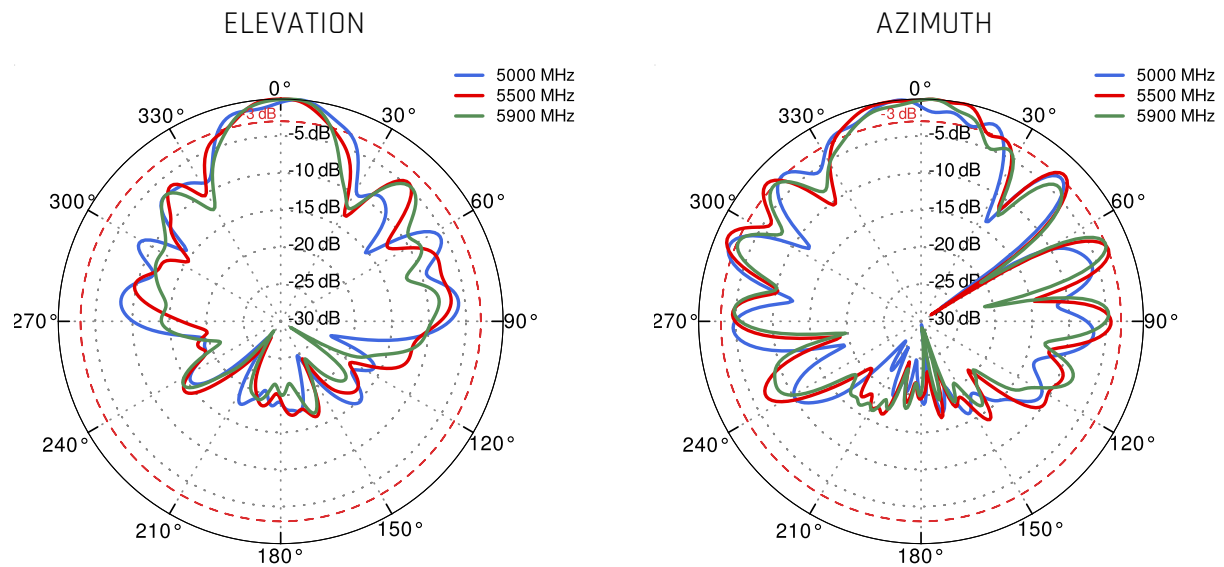 ELEVATION
5000 MHz
5500 MHz
5900 MHz
0°
330°
30°
3 dB
-5 dB
-10 dB
300°
60°
-15 dB
-20 dB
-25 dB
270°
-30 dB
90°
240°
120°
210°
150°
180°
AZIMUTH
5000 MHz
5500 MHz
5900 MHz
0°
330°
30°
-3 dB
-5 dB
-10 dB
300°
60°
-15 dB
-20 dB
-25 dB
270°
-30 dB
90°
240°
120°
210°
150°
180°